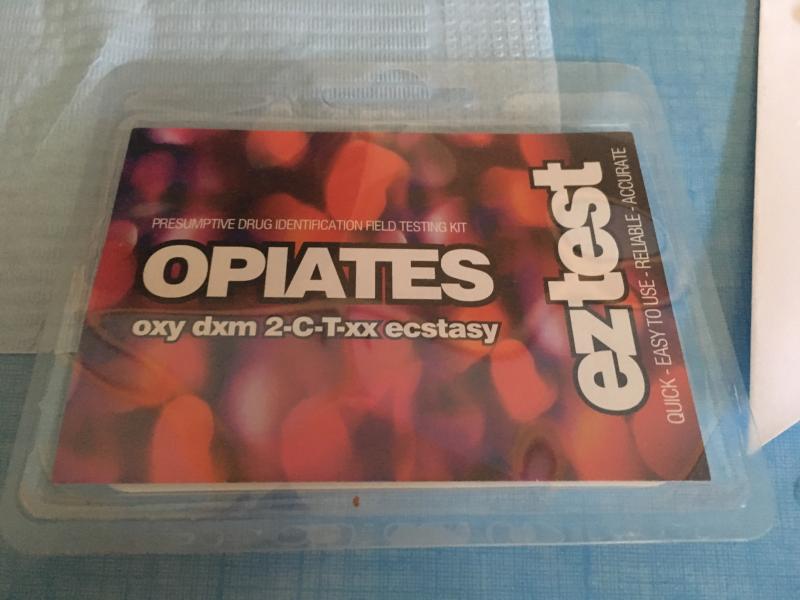 PRESUMPTIVE DRUG IDENTIFICATION FIELD TESTING KIT
OPIATES
oxy dxm 2-C-T-xx ecstasy
eztest
QUICK - EASY TO USE - RELIABLE - ACCURATE